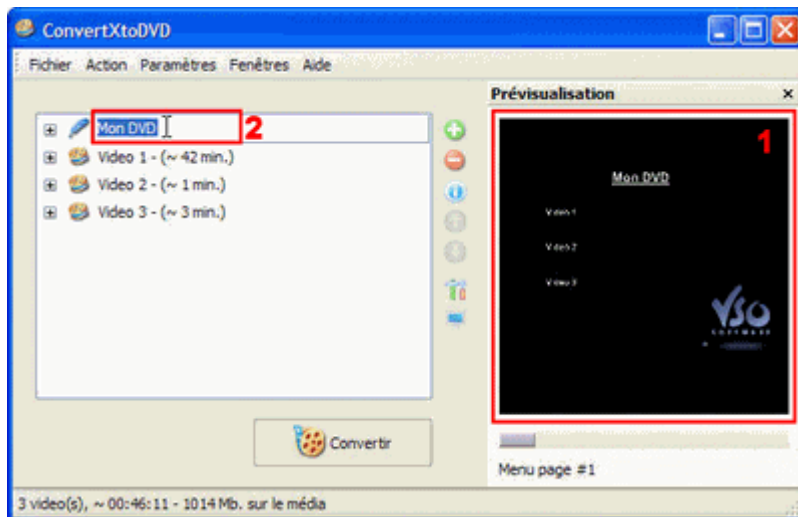 ConvertXtoDVD
Fichier Action Paramètres Fenêtres Aide
Mon DVD
2
Video 1 - (~ 42 min.)
Video 2 - (~ 1 min.)
Video 3 - (~ 3 min.)
Convertir
Prévisualisation
1
Mon DVD
Video 1
Video 2
Video 3
VSO
SOFTWARE
Menu page #1
3 video(s), ~ 00:46:11 - 1014 Mb. sur le média